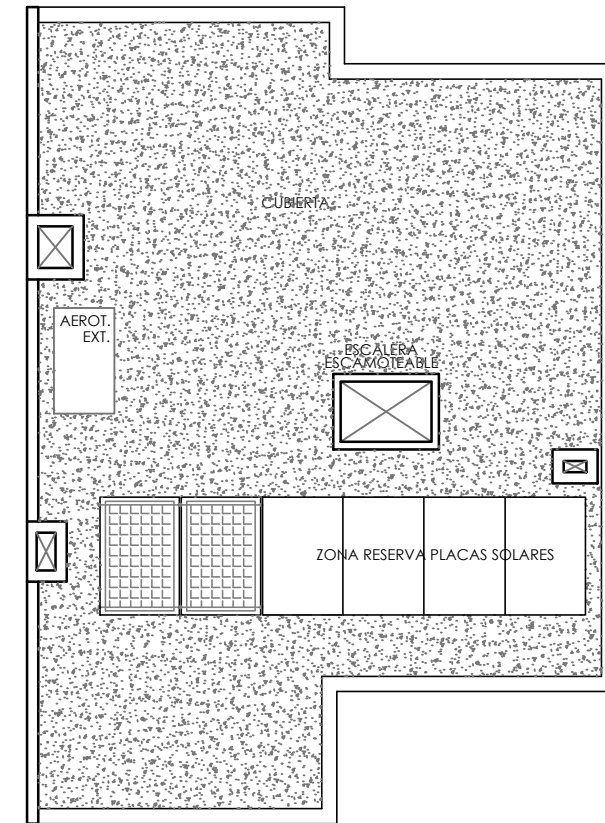 CUBIERTA
AEROT.
EXT.
ESCALERA
ESCAMOTEABLE
ZONA RESERVA PLACAS SOLARES